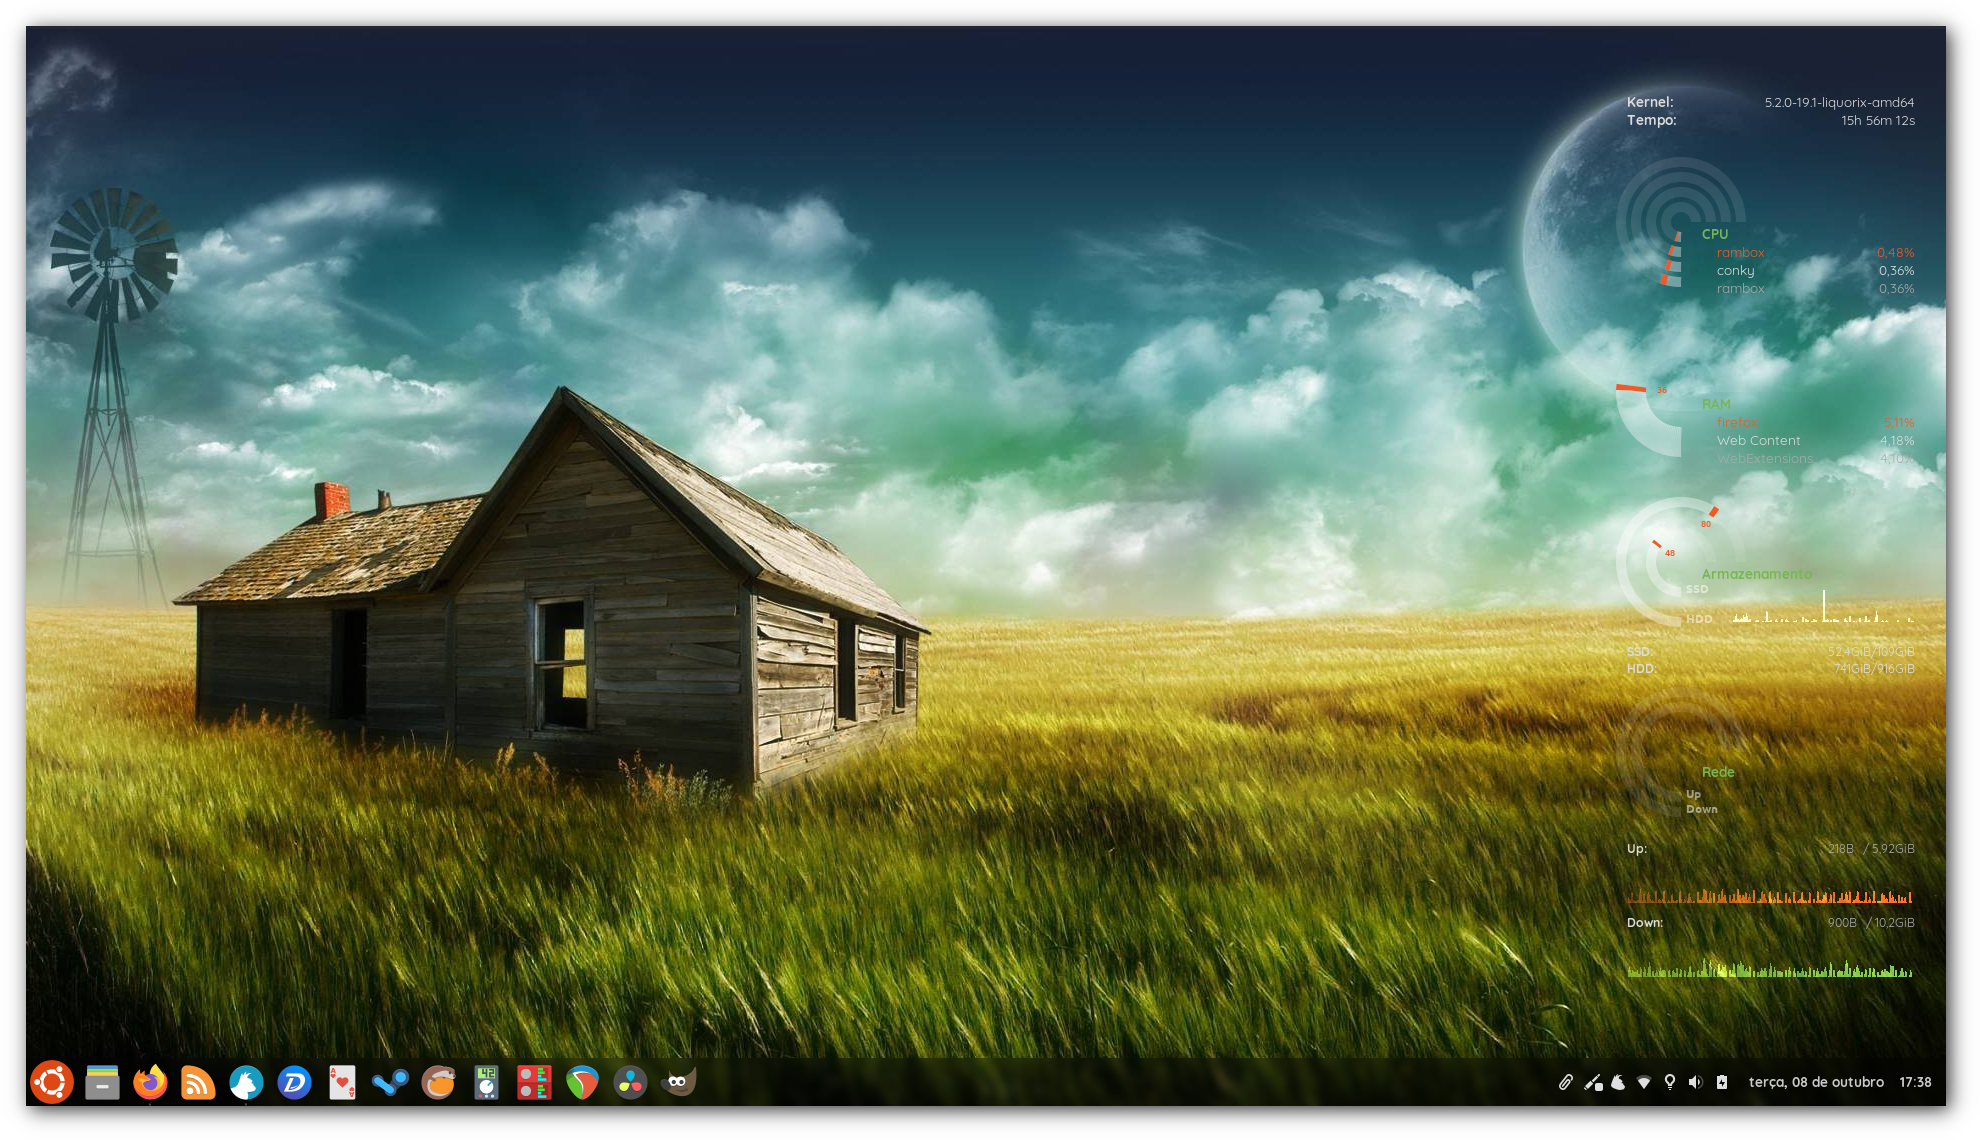 Kernel: 5.2.0-19.1-liquorix-amd64
Tempo: 15h 56m 12s
CPU
rambox 0,48%
conky 0,36%
rambox 0,36%
36
RAM
firefox 5,11%
Web Content 4,18%
WebExtensions 4,10%
80
48
Armazenamento
SSD
HDD
SSD:
HDD: 741GiB/916GiB
Rede
Up
Down
Up: 218B / 5,92GiB
Down: 900B / 10,2GiB
42
terça, 08 de outubro 17:38